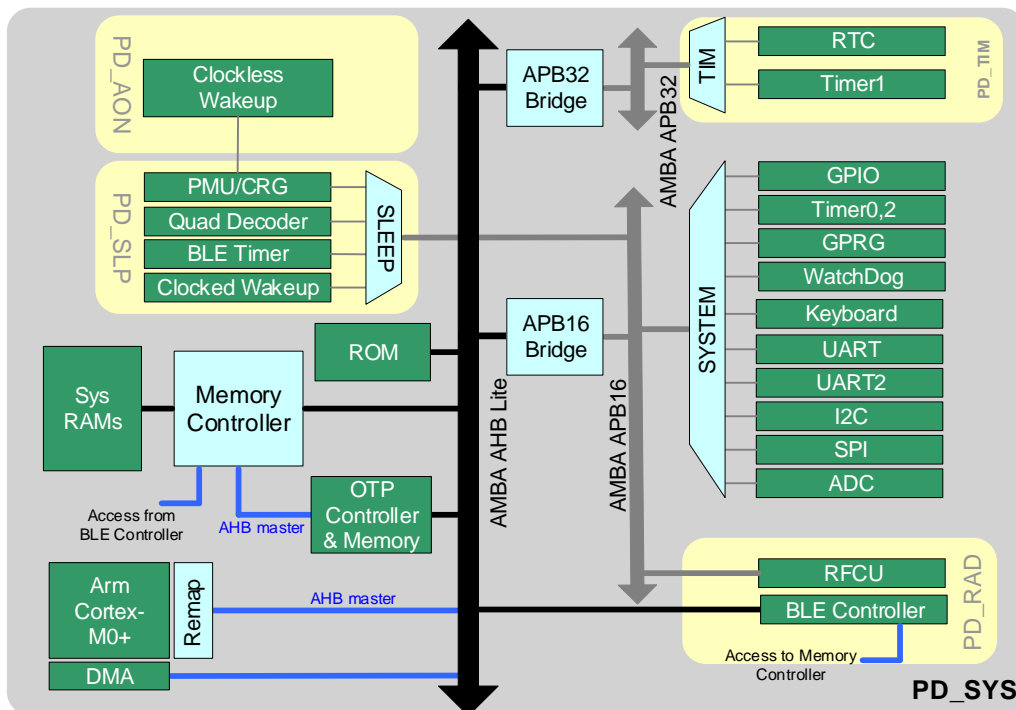 PD_AON
Clockless
Wakeup
PD_SLP
PMU/CRG
Quad Decoder
BLE Timer
Clocked Wakeup
SLEEP
APB32
Bridge
AMBA APB32
TIM
RTC
Timer1
PD_TIM
ROM
Sys
RAMs
Memory
Controller
Access from
BLE Controller
AHB master
OTP
Controller
& Memory
Arm
Cortex-
M0+
Remap
AHB master
DMA
AMBA AHB Lite
APB16
Bridge
AMBA APB16
SYSTEM
GPIO
Timer0,2
GPRG
WatchDog
Keyboard
UART
UART2
I2C
SPI
ADC
RFCU
BLE Controller
PD_RAD
Access to Memory
Controller
PD_SYS